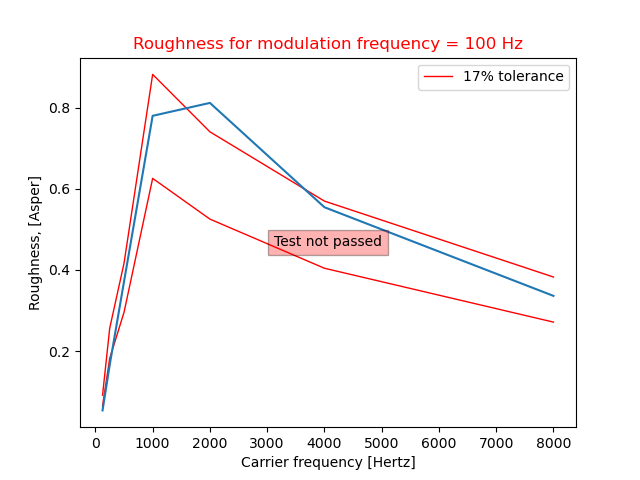 Roughness for modulation frequency = 100 Hz
17% tolerance
0.8
0.6
0.4
0.2
Roughness, [Asper]
Test not passed
0 1000 2000 3000 4000 5000 6000 7000 8000
Carrier frequency [Hertz]